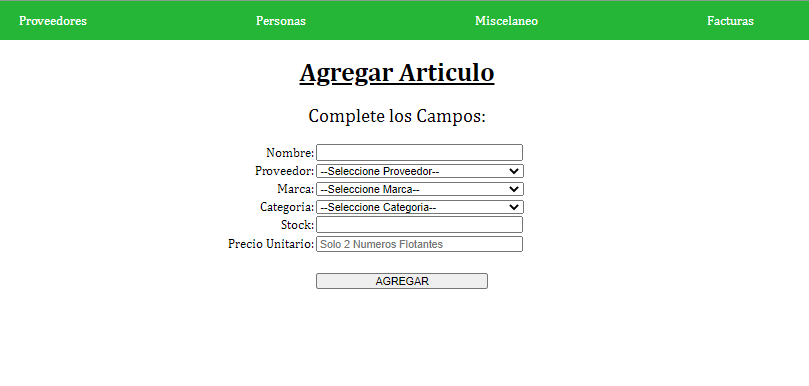 Proveedores Personas Miscelaneo Facturas
Agregar Articulo
Complete los Campos:
Nombre:
Proveedor: --Seleccione Proveedor--
Marca: --Seleccione Marca--
Categoria: --Seleccione Categoria--
Stock:
Precio Unitario: Solo 2 Numeros Flotantes
AGREGAR